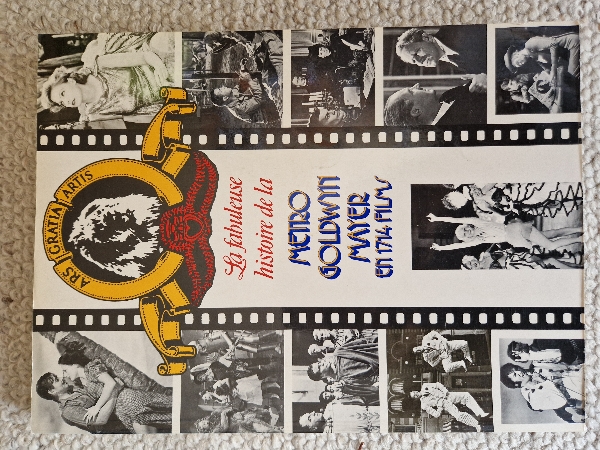 ARS GRATIA ARTIS
La fabuleuse
histoire de la
METRO
GOLDWYN
MAYER
EN 1714 FILMS